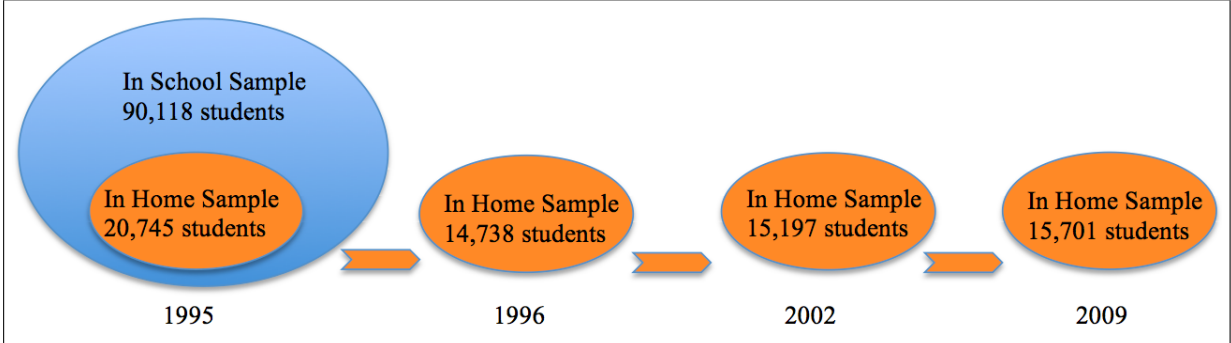 In School Sample
90,118 students
In Home Sample
20,745 students
In Home Sample
14,738 students
In Home Sample
15,197 students
In Home Sample
15,701 students
1995
1996
2002
2009